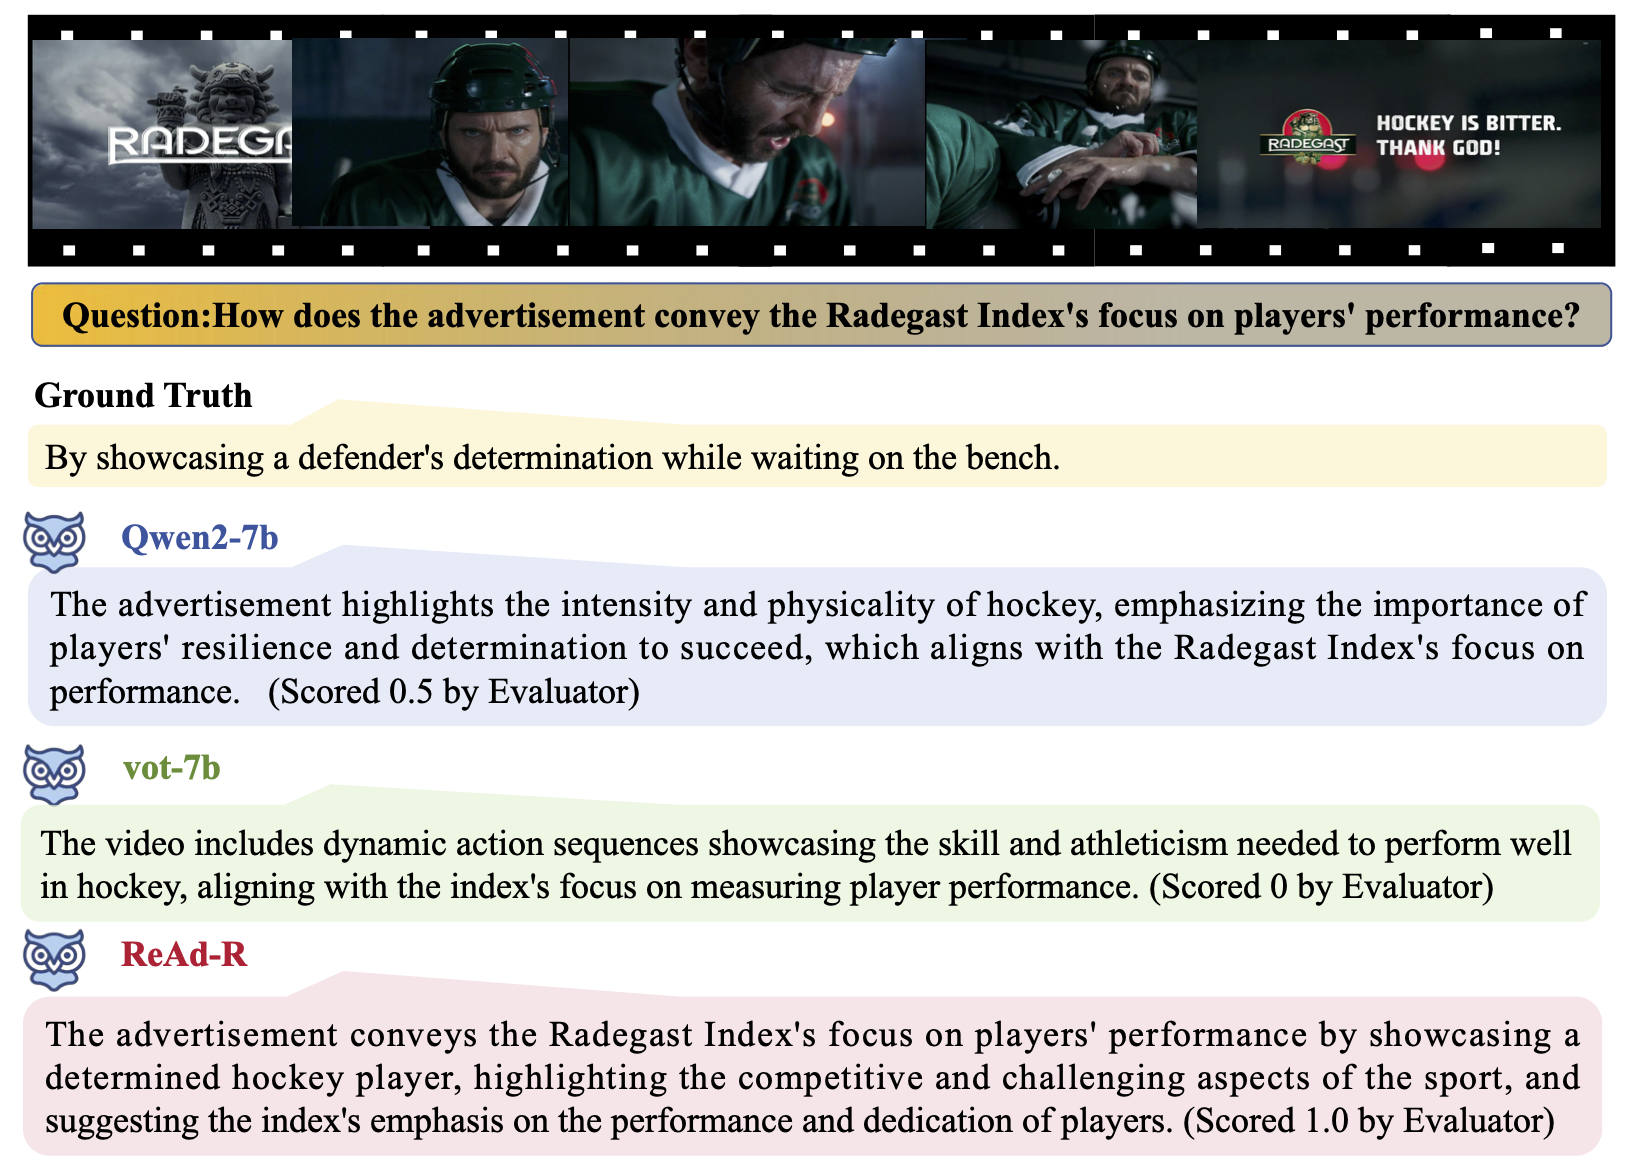 RADEGA
RADEGAST
HOCKEY IS BITTER.
THANK GOD!
Question:How does the advertisement convey the Radegast Index's focus on players' performance?
Ground Truth
By showcasing a defender's determination while waiting on the bench.
Qwen2-7b
The advertisement highlights the intensity and physicality of hockey, emphasizing the importance of
players' resilience and determination to succeed, which aligns with the Radegast Index's focus on
performance. (Scored 0.5 by Evaluator)
vot-7b
The video includes dynamic action sequences showcasing the skill and athleticism needed to perform well
in hockey, aligning with the index's focus on measuring player performance. (Scored 0 by Evaluator)
ReAd-R
The advertisement conveys the Radegast Index's focus on players' performance by showcasing a
determined hockey player, highlighting the competitive and challenging aspects of the sport, and
suggesting the index's emphasis on the performance and dedication of players. (Scored 1.0 by Evaluator)